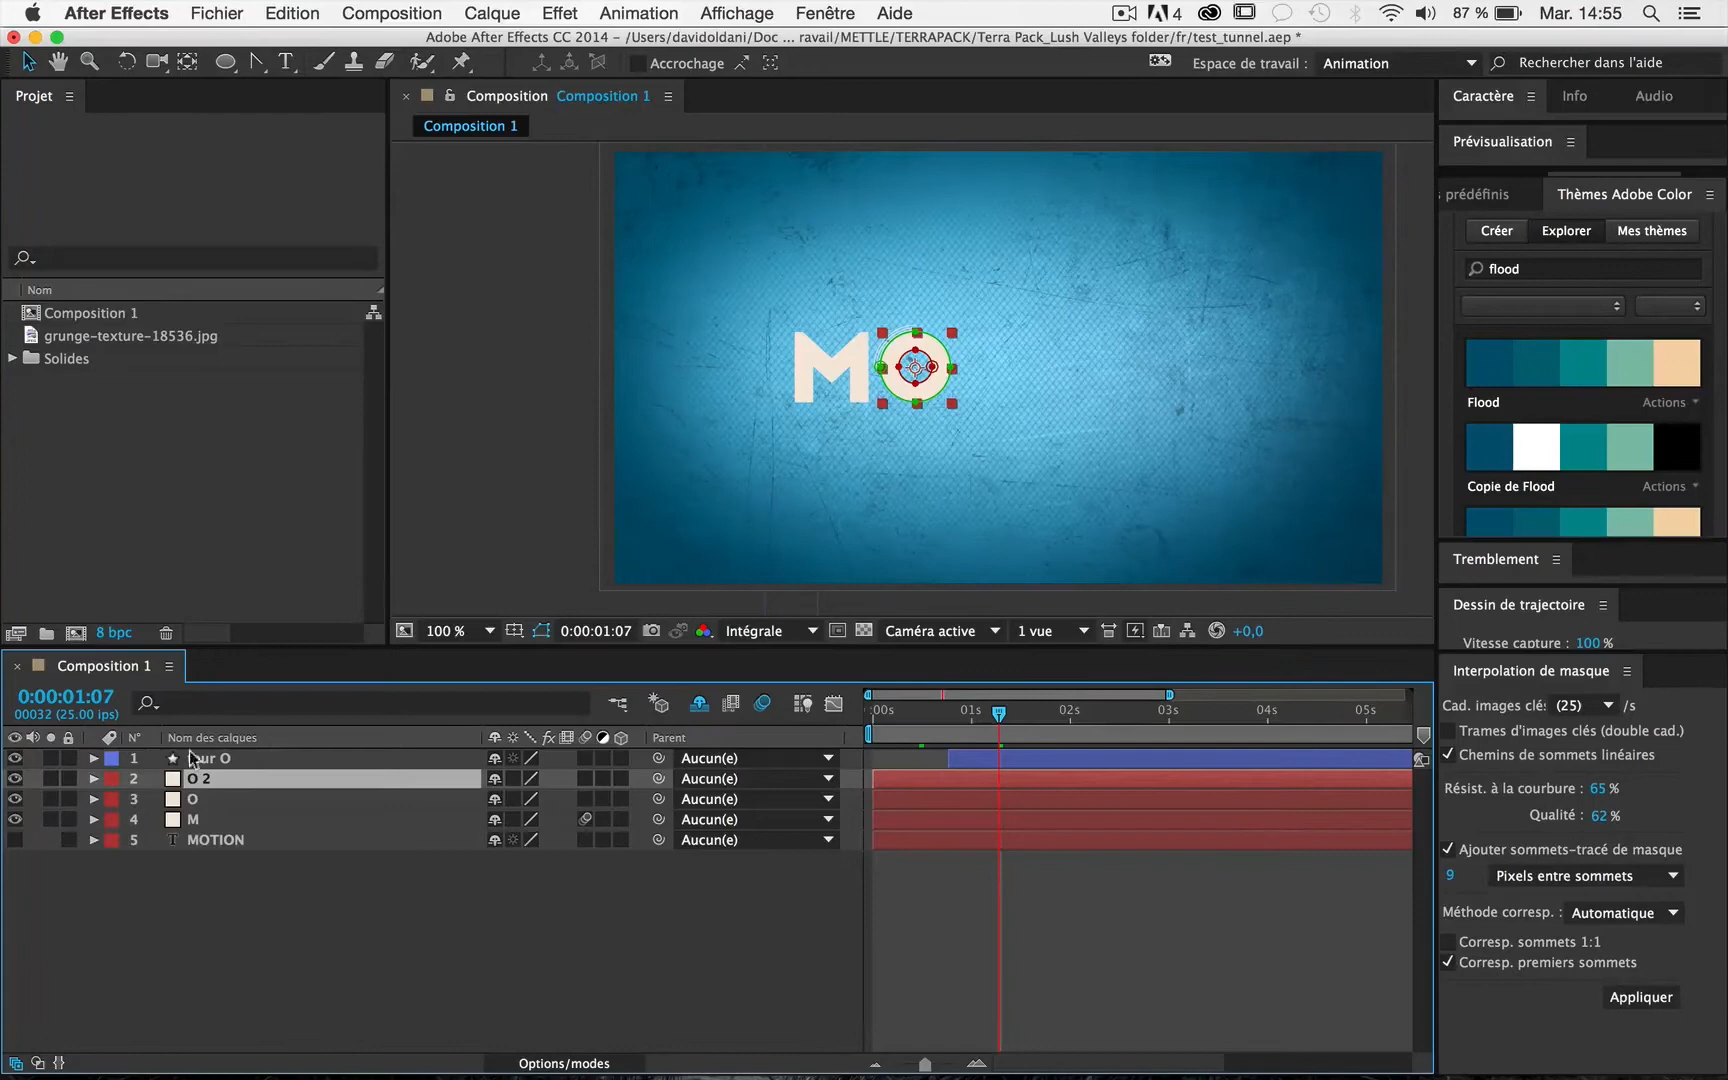 After Effects Fichier Edition Composition Calque Effet Animation Affichage Fenêtre Aide 4 87 % Mar. 14:55
Adobe After Effects CC 2014 - /Users/davidoldani/Doc ... ravail/METTLE/TERRAPACK/Terra Pack_Lush Valleys folder/fr/test_tunnel.aep *
Accrochage Espace de travail : Animation Rechercher dans l'aide
Projet Composition Composition 1 Caractère Info Audio
Composition 1
Prévisualisation
prédéfinis Thèmes Adobe Color
Créer Explorer Mes thèmes
flood
Nom
Composition 1
grunge-texture-18536.jpg
Solides
MO
Flood Actions
Copie de Flood Actions
Tremblement
Dessin de trajectoire
8 bpc 100 % 0:00:01:07 Intégrale Caméra active 1 vue +0,0
Vitesse capture : 100 %
Composition 1
Interpolation de masque
0:00:01:07
00032 (25.00 ips)
:00s 01s 02s 03s 04s 05s
Cad. images clés (25) /s
Trames d'images clés (double cad.)
N° Nom des calques fx Parent
Chemins de sommets linéaires
1 ur O Aucun(e)
2 O 2 Aucun(e)
3 O Aucun(e)
4 M Aucun(e)
5 T MOTION Aucun(e)
Résist. à la courbure : 65 %
Qualité : 62 %
Ajouter sommets-tracé de masque
9 Pixels entre sommets
Méthode corresp. : Automatique
Corresp. sommets 1:1
Corresp. premiers sommets
Appliquer
Options/modes